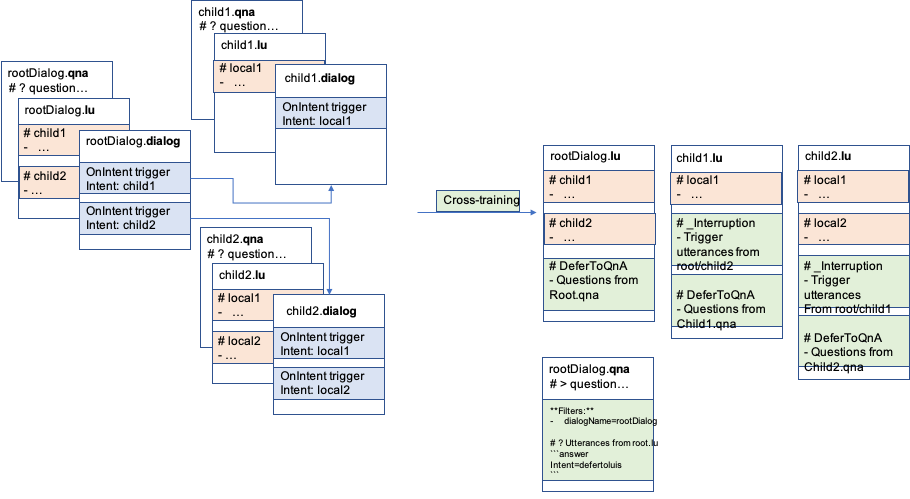 child1.qna
# ? question…
child1.lu
# local1
-   …
child1.dialog
OnIntent trigger
Intent: local1
rootDialog.qna
# ? question…
rootDialog.lu
# child1
-   …
# child2
- …
rootDialog.dialog
OnIntent trigger
Intent: child1
OnIntent trigger
Intent: child2
child2.qna
# ? question…
child2.lu
# local1
-   …
# local2
- …
child2.dialog
OnIntent trigger
Intent: local1
OnIntent trigger
Intent: local2
Cross-training
rootDialog.lu
# child1
-   …
# child2
-   …
# DeferToQnA
- Questions from
Root.qna
child1.lu
# local1
-   …
# _Interruption
- Trigger
utterances from
root/child2
# DeferToQnA
- Questions from
Child1.qna
child2.lu
# local1
-   …
# local2
-   …
# _Interruption
- Trigger
utterances
From root/child1
# DeferToQnA
- Questions from
Child2.qna
rootDialog.qna
# > question…
**Filters:**
-    dialogName=rootDialog
# ? Utterances from root.lu
```answer
Intent=defertoluis
```